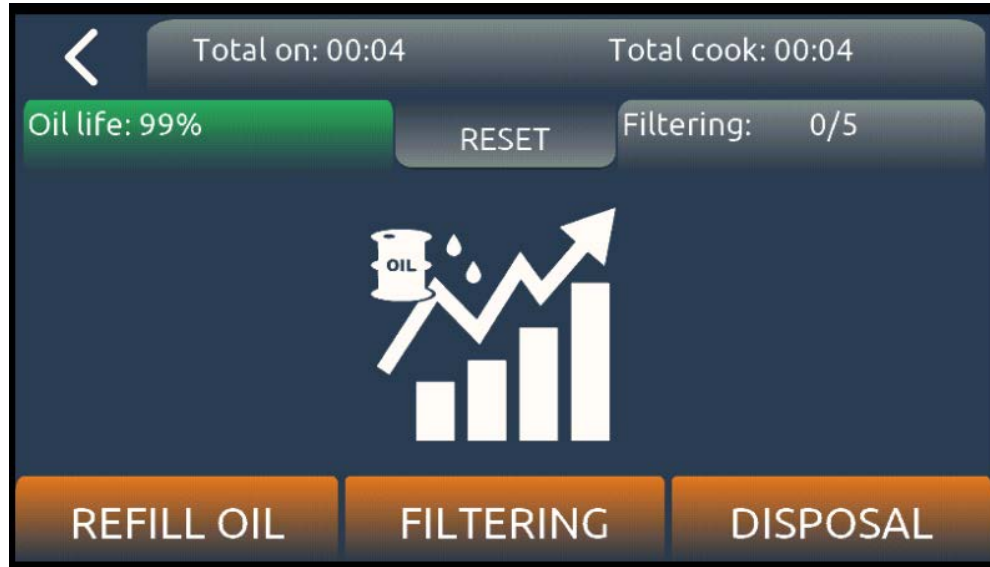 Total on: 00:04
Total cook: 00:04
Oil life: 99%
RESET
Filtering: 0/5
OIL
REFILL OIL
FILTERING
DISPOSAL